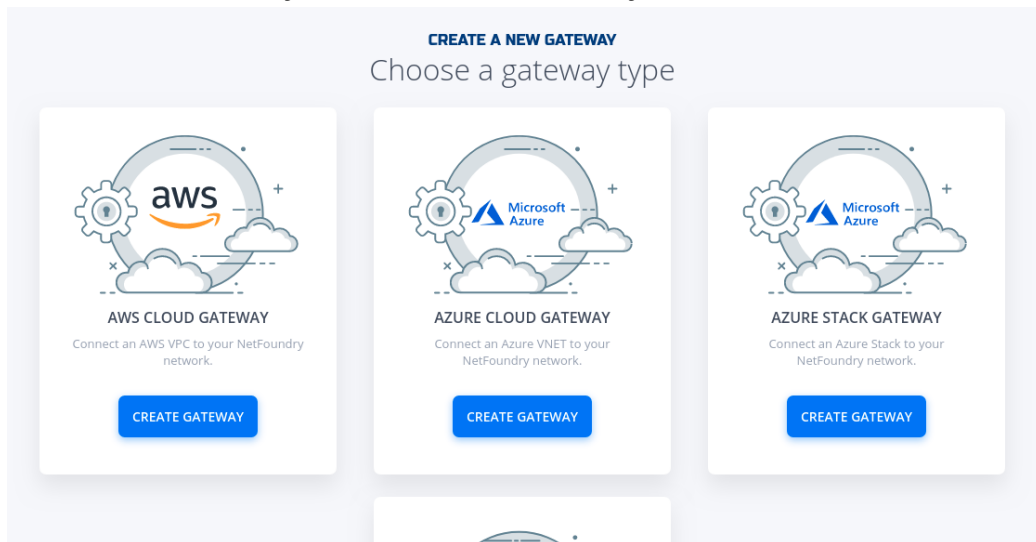 CREATE A NEW GATEWAY
Choose a gateway type
aws
Microsoft
Azure
Microsoft
Azure
AWS CLOUD GATEWAY
Connect an AWS VPC to your NetFoundry
network.
CREATE GATEWAY
AZURE CLOUD GATEWAY
Connect an Azure VNET to your
NetFoundry network.
CREATE GATEWAY
AZURE STACK GATEWAY
Connect an Azure Stack to your
NetFoundry network.
CREATE GATEWAY